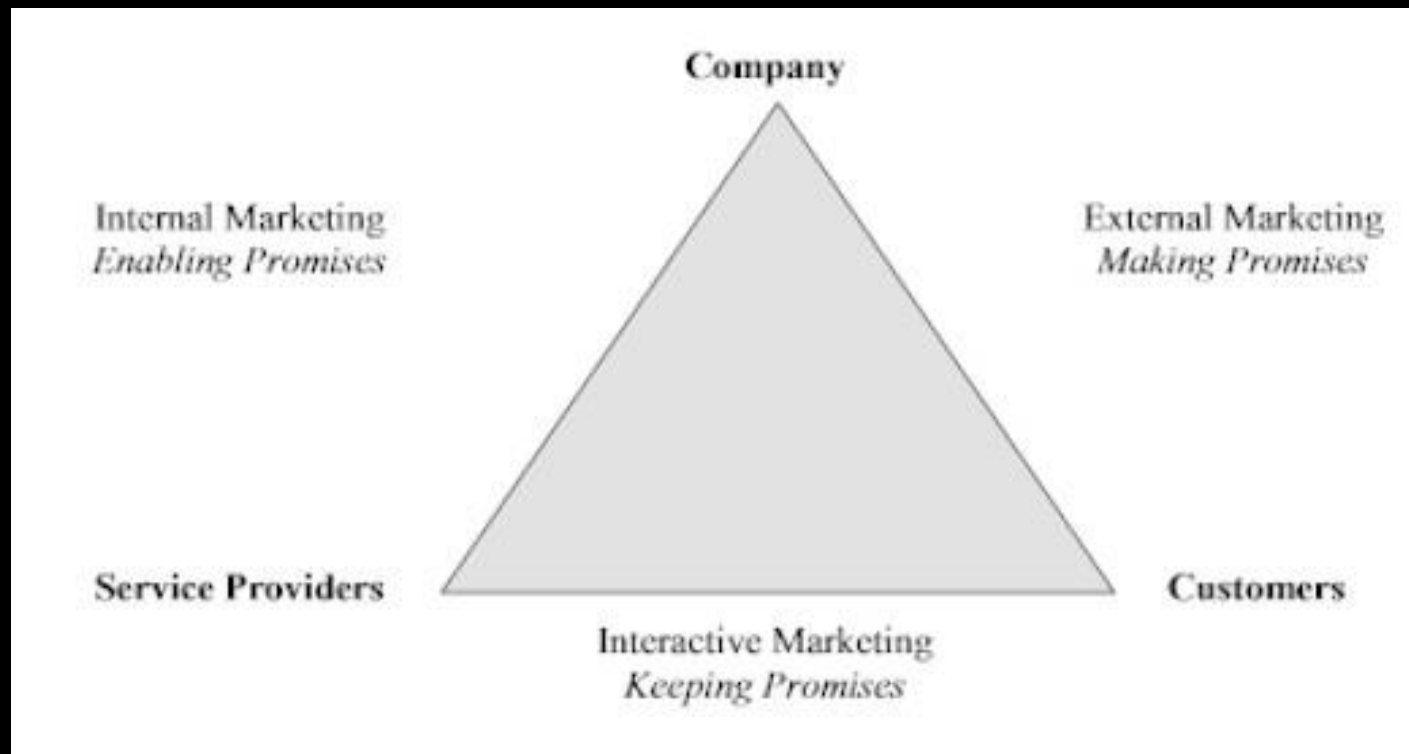 Company
Internal Marketing
Enabling Promises
External Marketing
Making Promises
Service Providers
Customers
Interactive Marketing
Keeping Promises